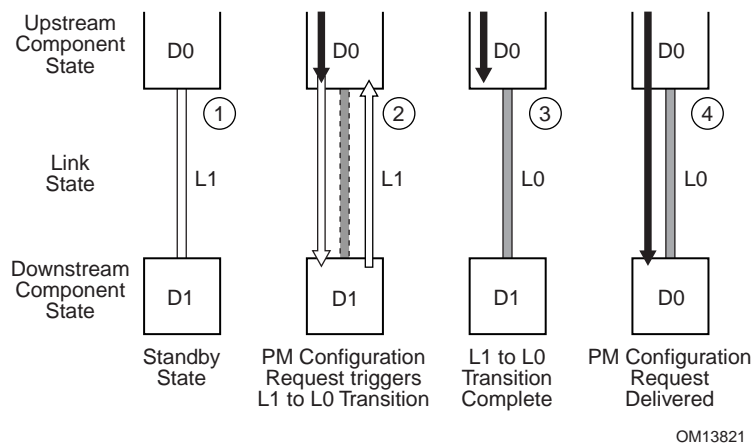 Upstream
Component
State
D0
D0
D0
D0
1
2
3
4
Link
State
L1
L1
L0
L0
Downstream
Component
State
D1
D1
D1
D0
Standby
State
PM Configuration
Request triggers
L1 to L0 Transition
L1 to L0
Transition
Complete
PM Configuration
Request
Delivered
OM13821